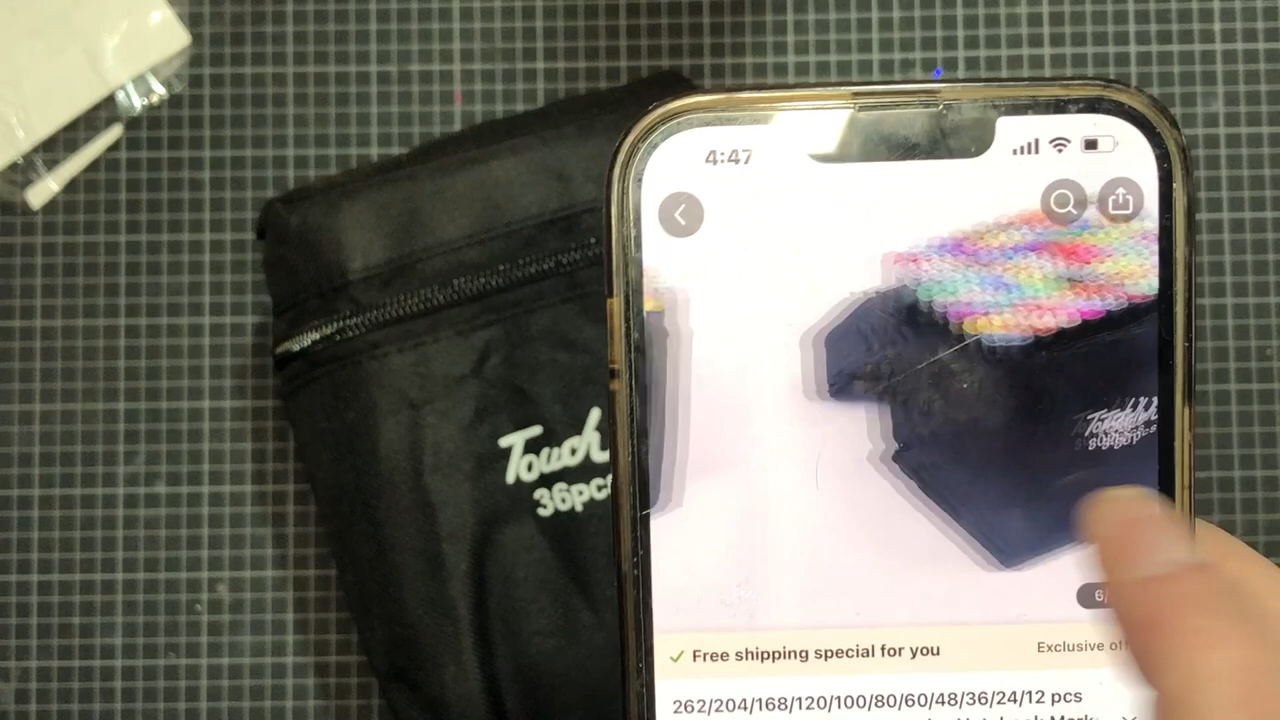 4:47
Touch
36pcs
Free shipping special for you
Exclusive
262/204/168/120/100/80/60/48/36/24/12 pcs
Notebook